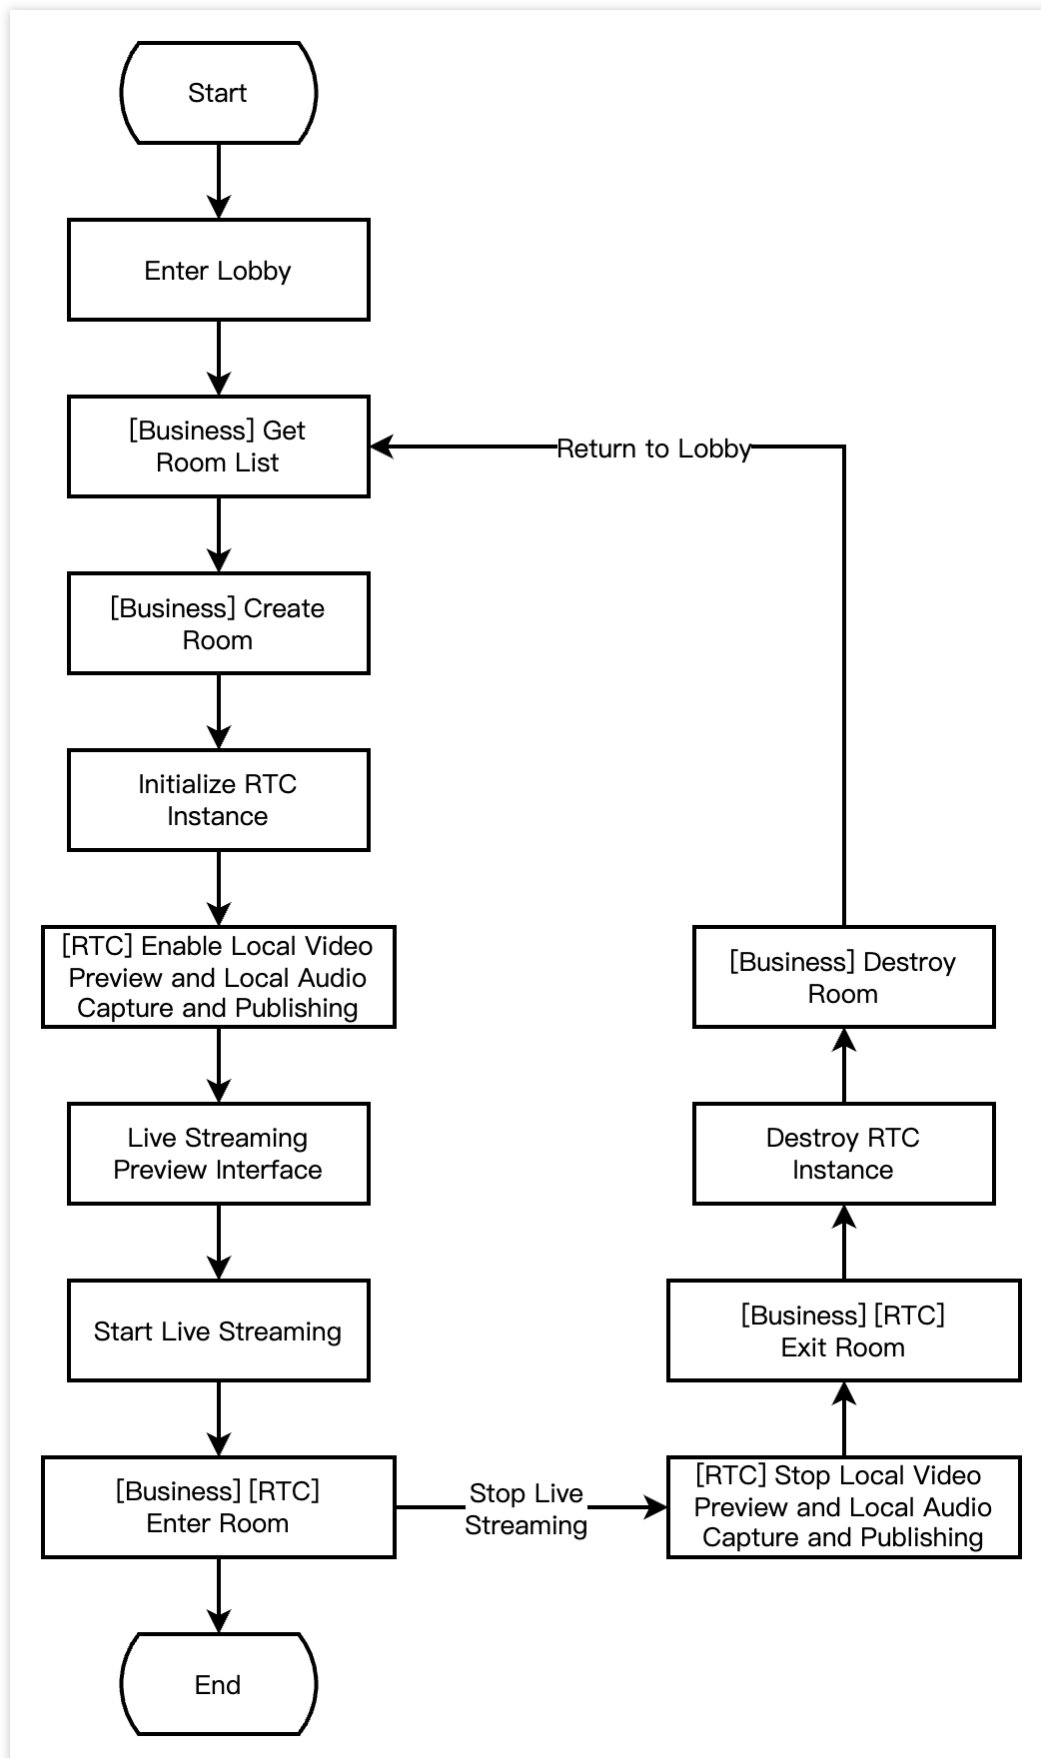 Start
Enter Lobby
[Business] Get
Room List
Return to Lobby
[Business] Create
Room
Initialize RTC
Instance
[RTC] Enable Local Video
Preview and Local Audio
Capture and Publishing
[Business] Destroy
Room
Live Streaming
Preview Interface
Destroy RTC
Instance
Start Live Streaming
[Business] [RTC]
Exit Room
[Business] [RTC]
Enter Room
Stop Live
Streaming
[RTC] Stop Local Video
Preview and Local Audio
Capture and Publishing
End